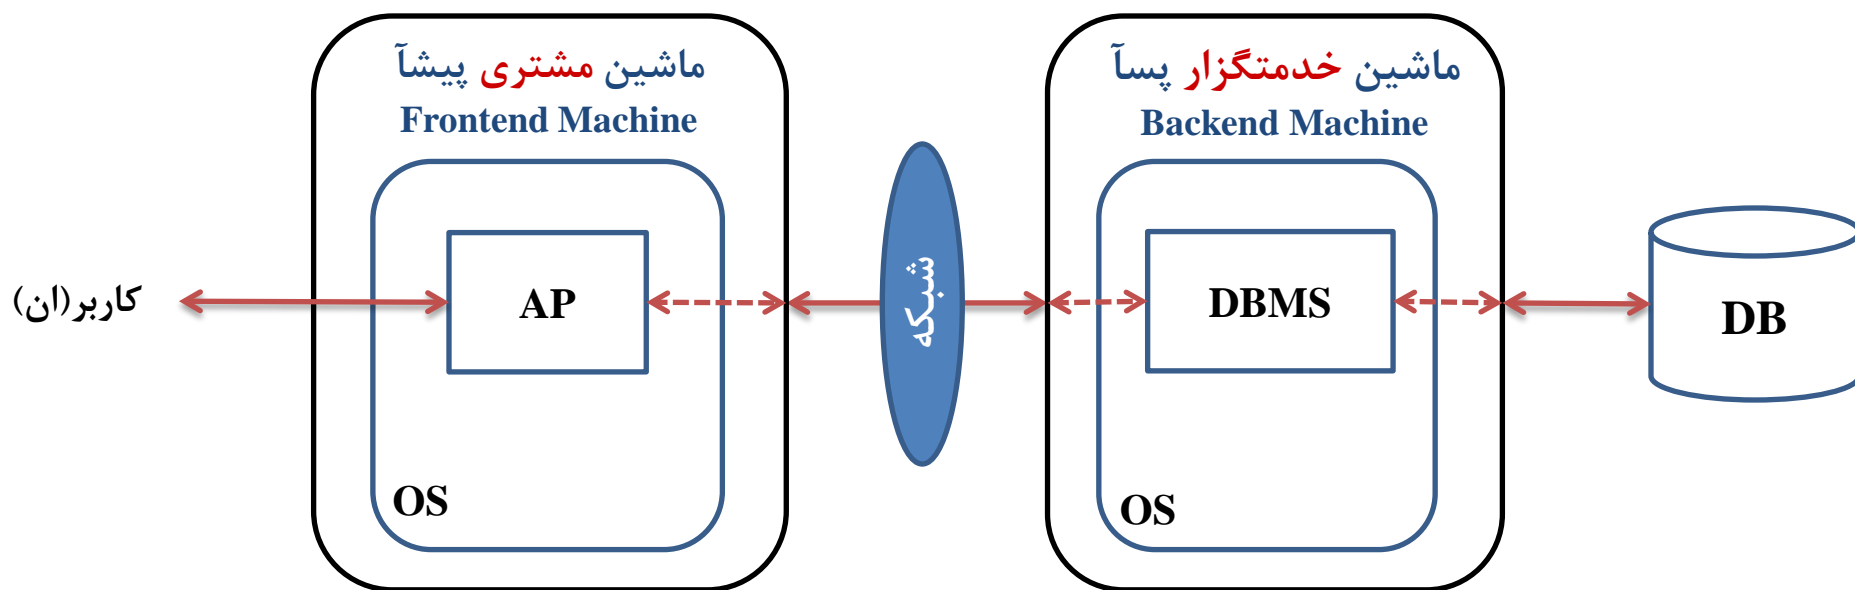 ماشین مشتری پیشآ
Frontend Machine
ماشین خدمتگزار پسآ
Backend Machine
کاربر(ان)
AP
OS
شبکه
DBMS
OS
DB